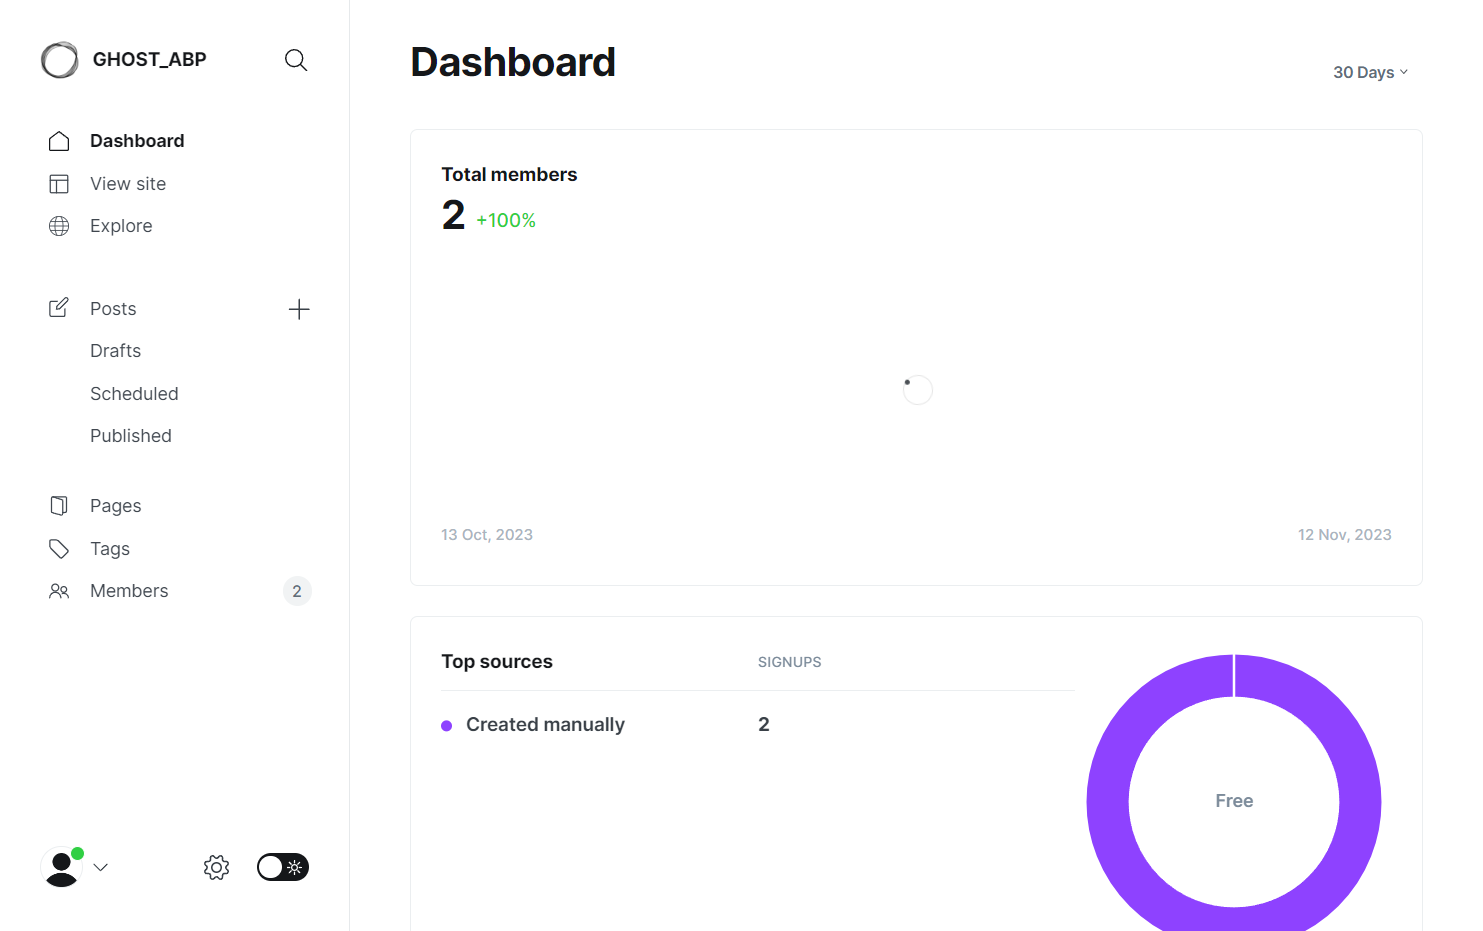 GHOST_ABP
Dashboard
View site
Explore
Posts
Drafts
Scheduled
Published
Pages
Tags
Members
2
Dashboard
30 Days
Total members
2 +100%
13 Oct, 2023
12 Nov, 2023
Top sources
SIGNUPS
Created manually
2
Free